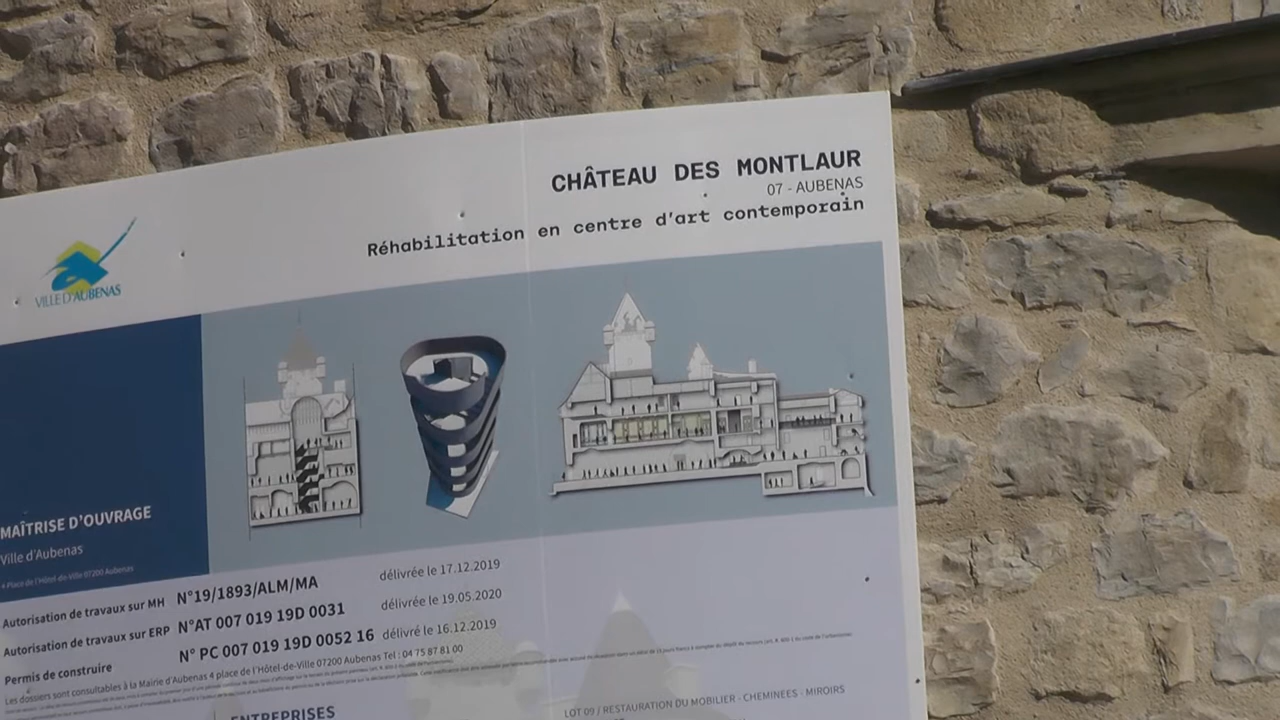 CHÂTEAU DES MONTLAUR
07 - AUBENAS
Réhabilitation en centre d'art contemporain
VILLE D'AUBENAS
MAÎTRISE D'OUVRAGE
Ville d'Aubenas
4 Place de l'Hôtel-de-Ville 07200 Aubenas
Autorisation de travaux sur MH N°19/1893/ALM/MA délivrée le 17.12.2019
Autorisation de travaux sur ERP N°AT 007 019 19D 0031 délivrée le 19.05.2020
Permis de construire N° PC 007 019 19D 0052 16 délivré le 16.12.2019
Les dossiers sont consultables à la Mairie d'Aubenas 4 place de l'Hôtel-de-Ville 07200 Aubenas Tel : 04 75 87 81 00
ENTREPRISES
LOT 09 / RESTAURATION DU MOBILIER - CHEMINEES - MIROIRS